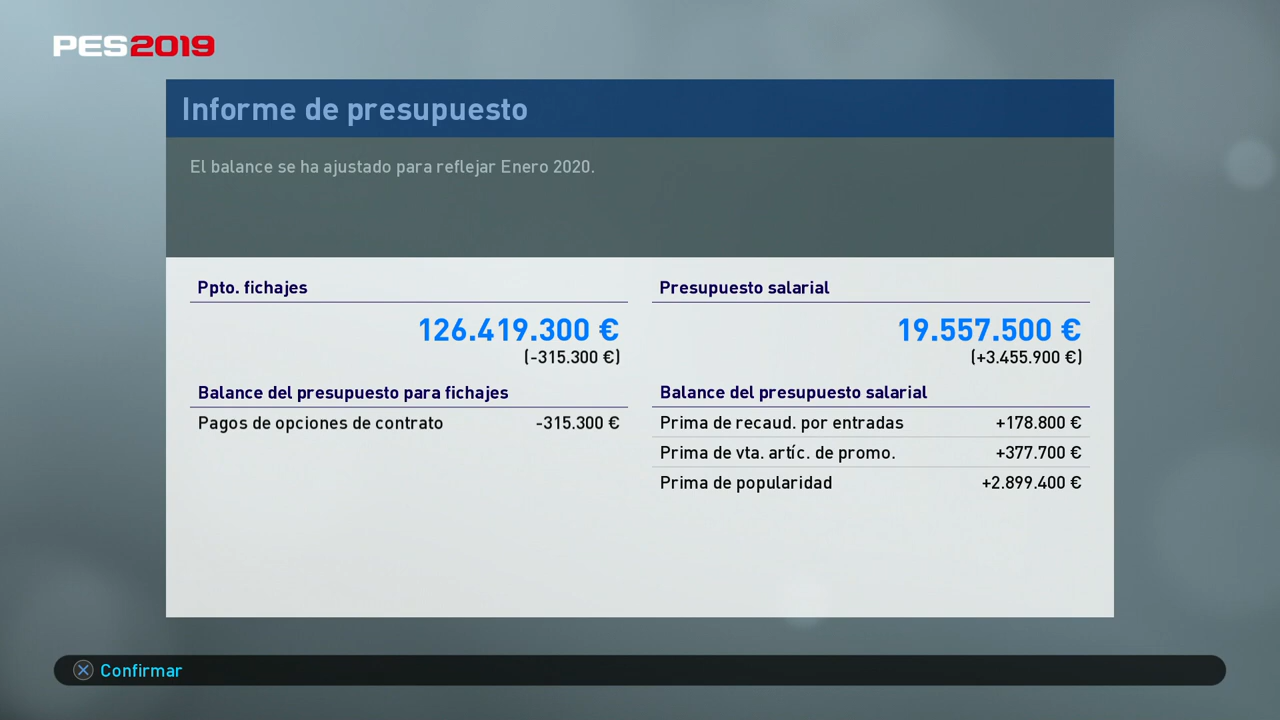 PES2019
Informe de presupuesto
El balance se ha ajustado para reflejar Enero 2020.
Ppto. fichajes
126.419.300 €
(-315.300 €)
Balance del presupuesto para fichajes
Pagos de opciones de contrato -315.300 €
Presupuesto salarial
19.557.500 €
(+3.455.900 €)
Balance del presupuesto salarial
Prima de recaud. por entradas +178.800 €
Prima de vta. artíc. de promo. +377.700 €
Prima de popularidad +2.899.400 €
Confirmar